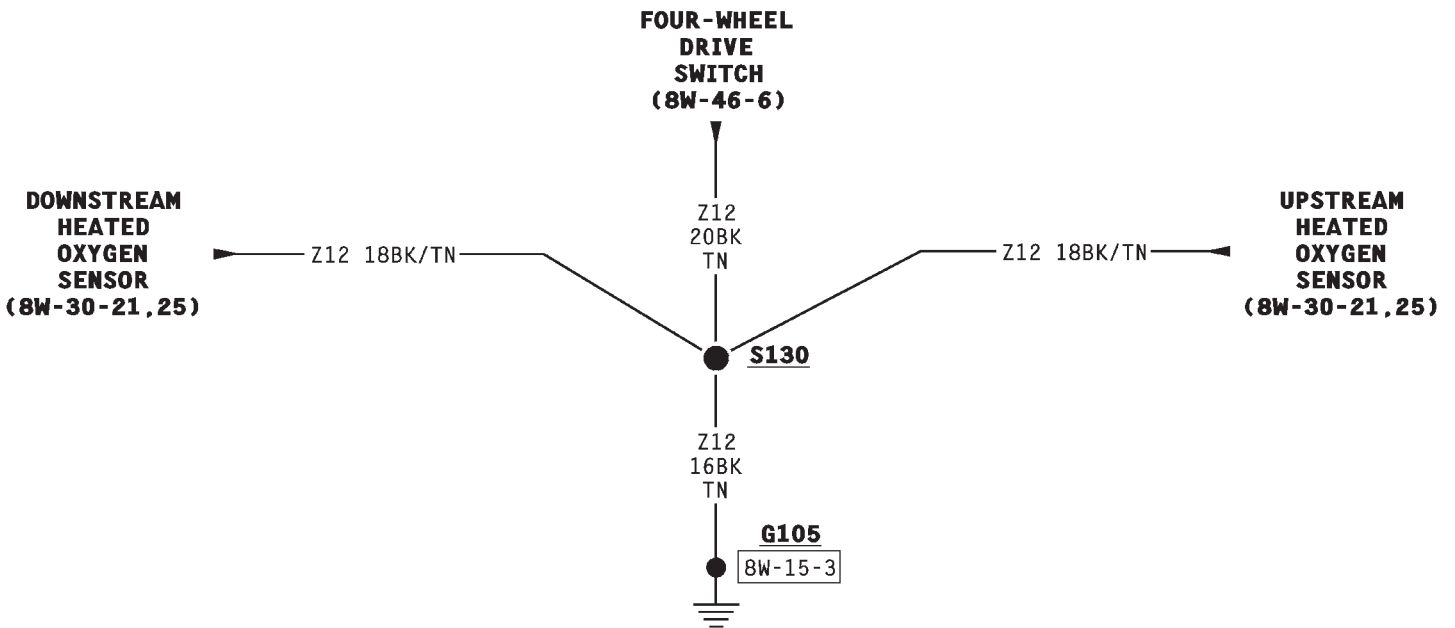 FOUR-WHEEL
DRIVE
SWITCH
(8W-46-6)
DOWNSTREAM
HEATED
OXYGEN
SENSOR
(8W-30-21,25)
Z12 18BK/TN
Z12
20BK
TN
Z12 18BK/TN
UPSTREAM
HEATED
OXYGEN
SENSOR
(8W-30-21,25)
S130
Z12
16BK
TN
G105
8W-15-3